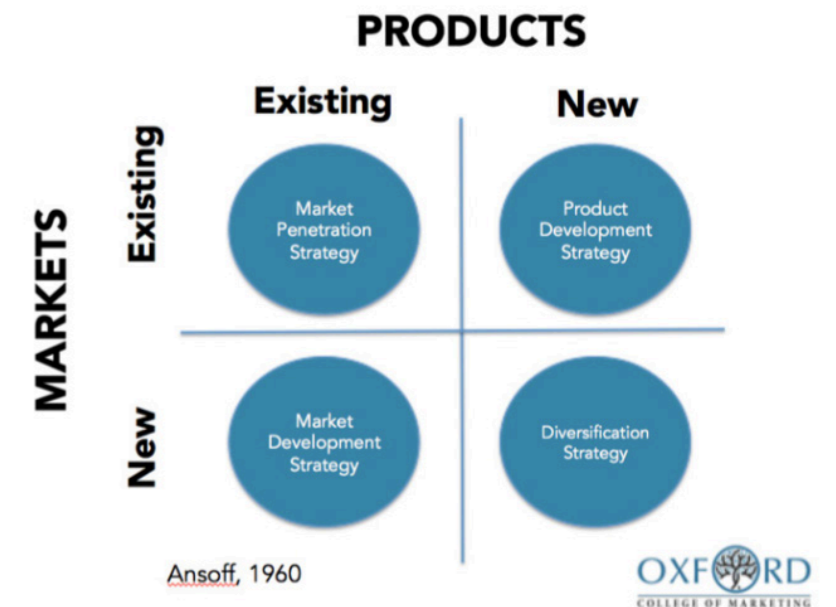 PRODUCTS
Existing
New
MARKETS
Existing
Market
Penetration
Strategy
Product
Development
Strategy
New
Market
Development
Strategy
Diversification
Strategy
Ansoff, 1960
OXFORD
COLLEGE OF MARKETING